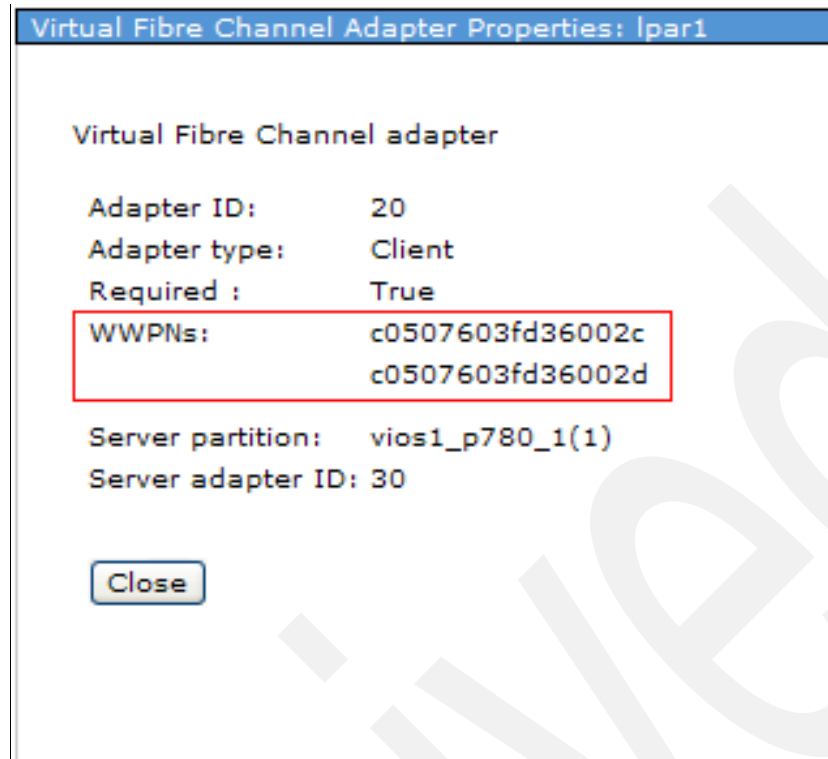 Virtual Fibre Channel Adapter Properties: lpar1
Virtual Fibre Channel adapter
Adapter ID: 20
Adapter type: Client
Required : True
WWPNs: c0507603fd36002c
c0507603fd36002d
Server partition: vios1_p780_1(1)
Server adapter ID: 30
Close